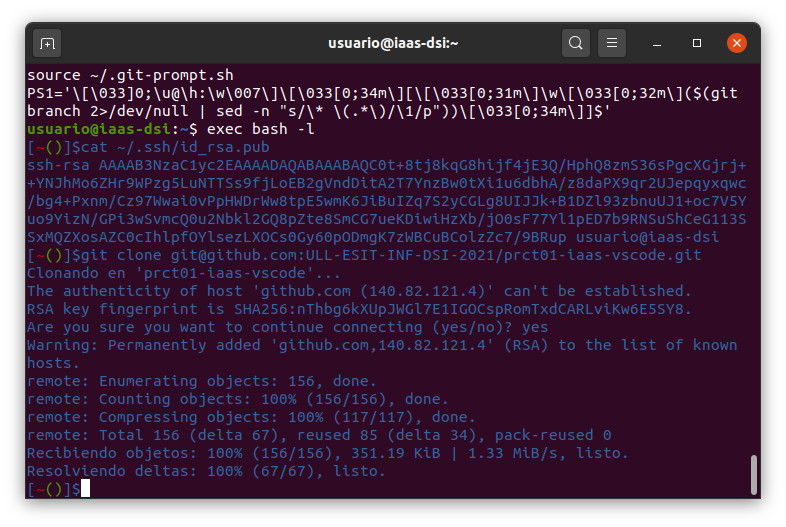 usuario@iaas-dsi:~
source ~/.git-prompt.sh
PS1='\[\033]0;\u@\h:\w\007\]\[\033[0;34m\][\[\033[0;31m\]\w\[\033[0;32m\]($(git
branch 2>/dev/null | sed -n "s/\* \(.*\)/\1/p"))\[\033[0;34m\]]$'
usuario@iaas-dsi:~$ exec bash -l
[~()]$cat ~/.ssh/id_rsa.pub
ssh-rsa AAAAB3NzaC1yc2EAAAADAQABAAABAQC0t+8tj8kqG8hijf4jE3Q/HphQ8zmS36sPgcXGjrj+
+YNJhMo6ZHr9WPzg5LuNTTSs9fjLoEB2gVndDitA2T7YnzBw0tXi1u6dbhA/z8daPX9qr2UJepqyxqwc
/bg4+Pxnm/Cz97Wwai0vPpHWDrWw8tpE5wmK6JiBuIZq7S2yCGLg8UIJJk+B1DZl93zbnuUJ1+oc7V5Y
uo9YizN/GPi3wSvmcQ0u2Nbkl2GQ8pZte8SmCG7ueKDiwiHzXb/jO0sF77Yl1pED7b9RNSuShCeG113S
SxMQZXosAZC0cIhlpfOYlsezLXOCs0Gy60pODmgK7zWBCuBColzZc7/9BRup usuario@iaas-dsi
[~()]$git clone git@github.com:ULL-ESIT-INF-DSI-2021/prct01-iaas-vscode.git
Clonando en 'prct01-iaas-vscode'...
The authenticity of host 'github.com (140.82.121.4)' can't be established.
RSA key fingerprint is SHA256:nThbg6kXUpJWGl7E1IGOCspRomTxdCARLviKw6E5SY8.
Are you sure you want to continue connecting (yes/no)? yes
Warning: Permanently added 'github.com,140.82.121.4' (RSA) to the list of known
hosts.
remote: Enumerating objects: 156, done.
remote: Counting objects: 100% (156/156), done.
remote: Compressing objects: 100% (117/117), done.
remote: Total 156 (delta 67), reused 85 (delta 34), pack-reused 0
Recibiendo objetos: 100% (156/156), 351.19 KiB | 1.33 MiB/s, listo.
Resolviendo deltas: 100% (67/67), listo.
[~()]$